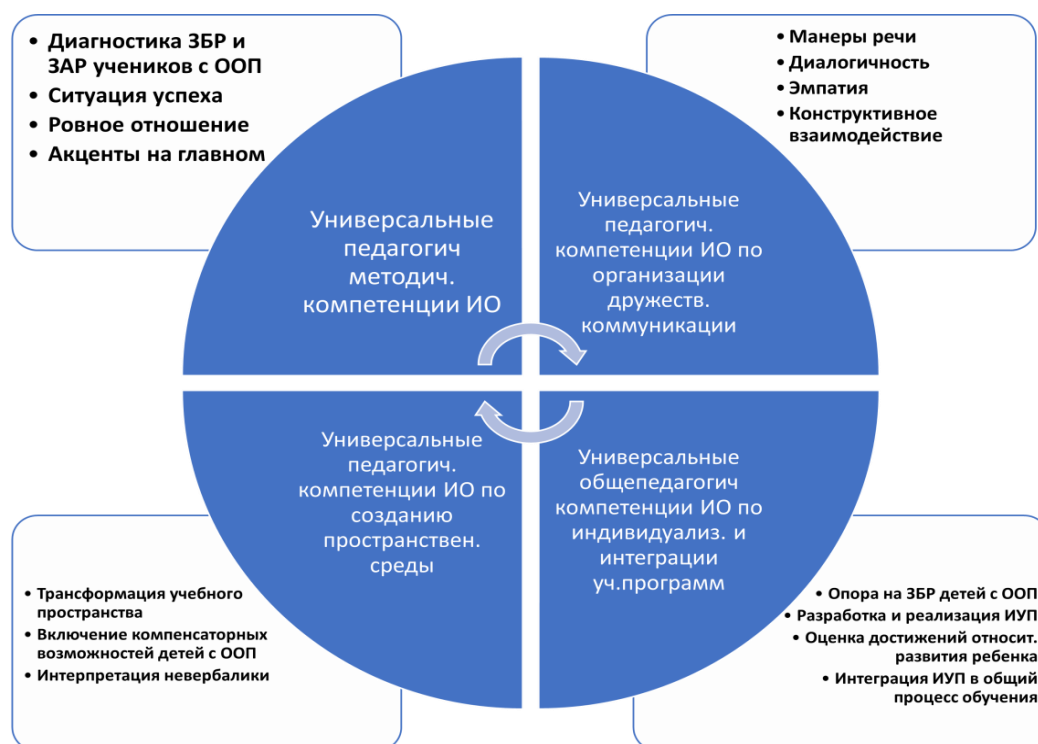 • Диагностика ЗБР и
ЗАР учеников с ООП
• Ситуация успеха
• Ровное отношение
• Акценты на главном
Универсальные
педагогич
методич.
компетенции ИО
• Манеры речи
• Диалогичность
• Эмпатия
• Конструктивное
взаимодействие
Универсальные
педагогич.
компетенции ИО по
организации
дружеств.
коммуникации
Универсальные
педагогич.
компетенции ИО по
созданию
пространствен.
среды
• Трансформация учебного
пространства
• Включение компенсаторных
возможностей детей с ООП
• Интерпретация невербалики
Универсальные
общепедагогич
компетенции ИО по
индивидуализ. и
интеграции
уч.программ
• Опора на ЗБР детей с ООП
• Разработка и реализация ИУП
• Оценка достижений относит.
развития ребенка
• Интеграция ИУП в общий
процесс обучения